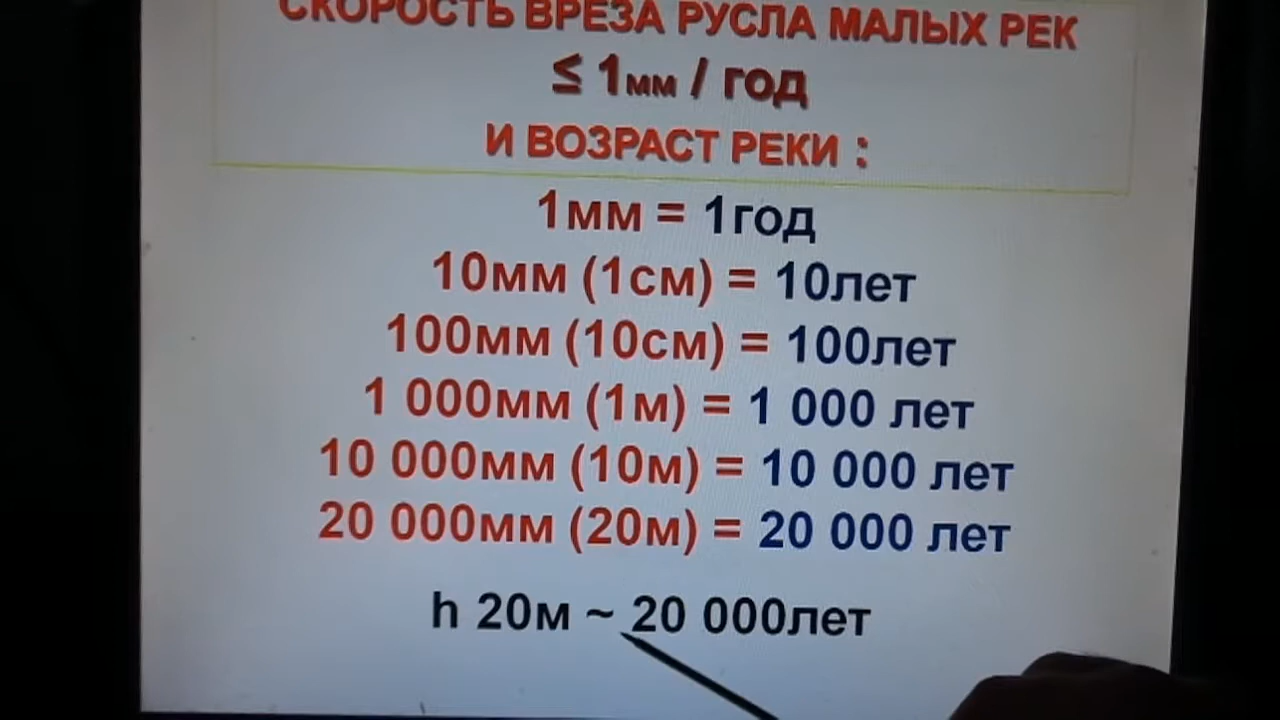 СКОРОСТЬ ВРЕЗА РУСЛА МАЛЫХ РЕК
≤ 1мм / год
И ВОЗРАСТ РЕКИ :
1мм = 1год
10мм (1см) = 10лет
100мм (10см) = 100лет
1 000мм (1м) = 1 000 лет
10 000мм (10м) = 10 000 лет
20 000мм (20м) = 20 000 лет
h 20м ~ 20 000лет